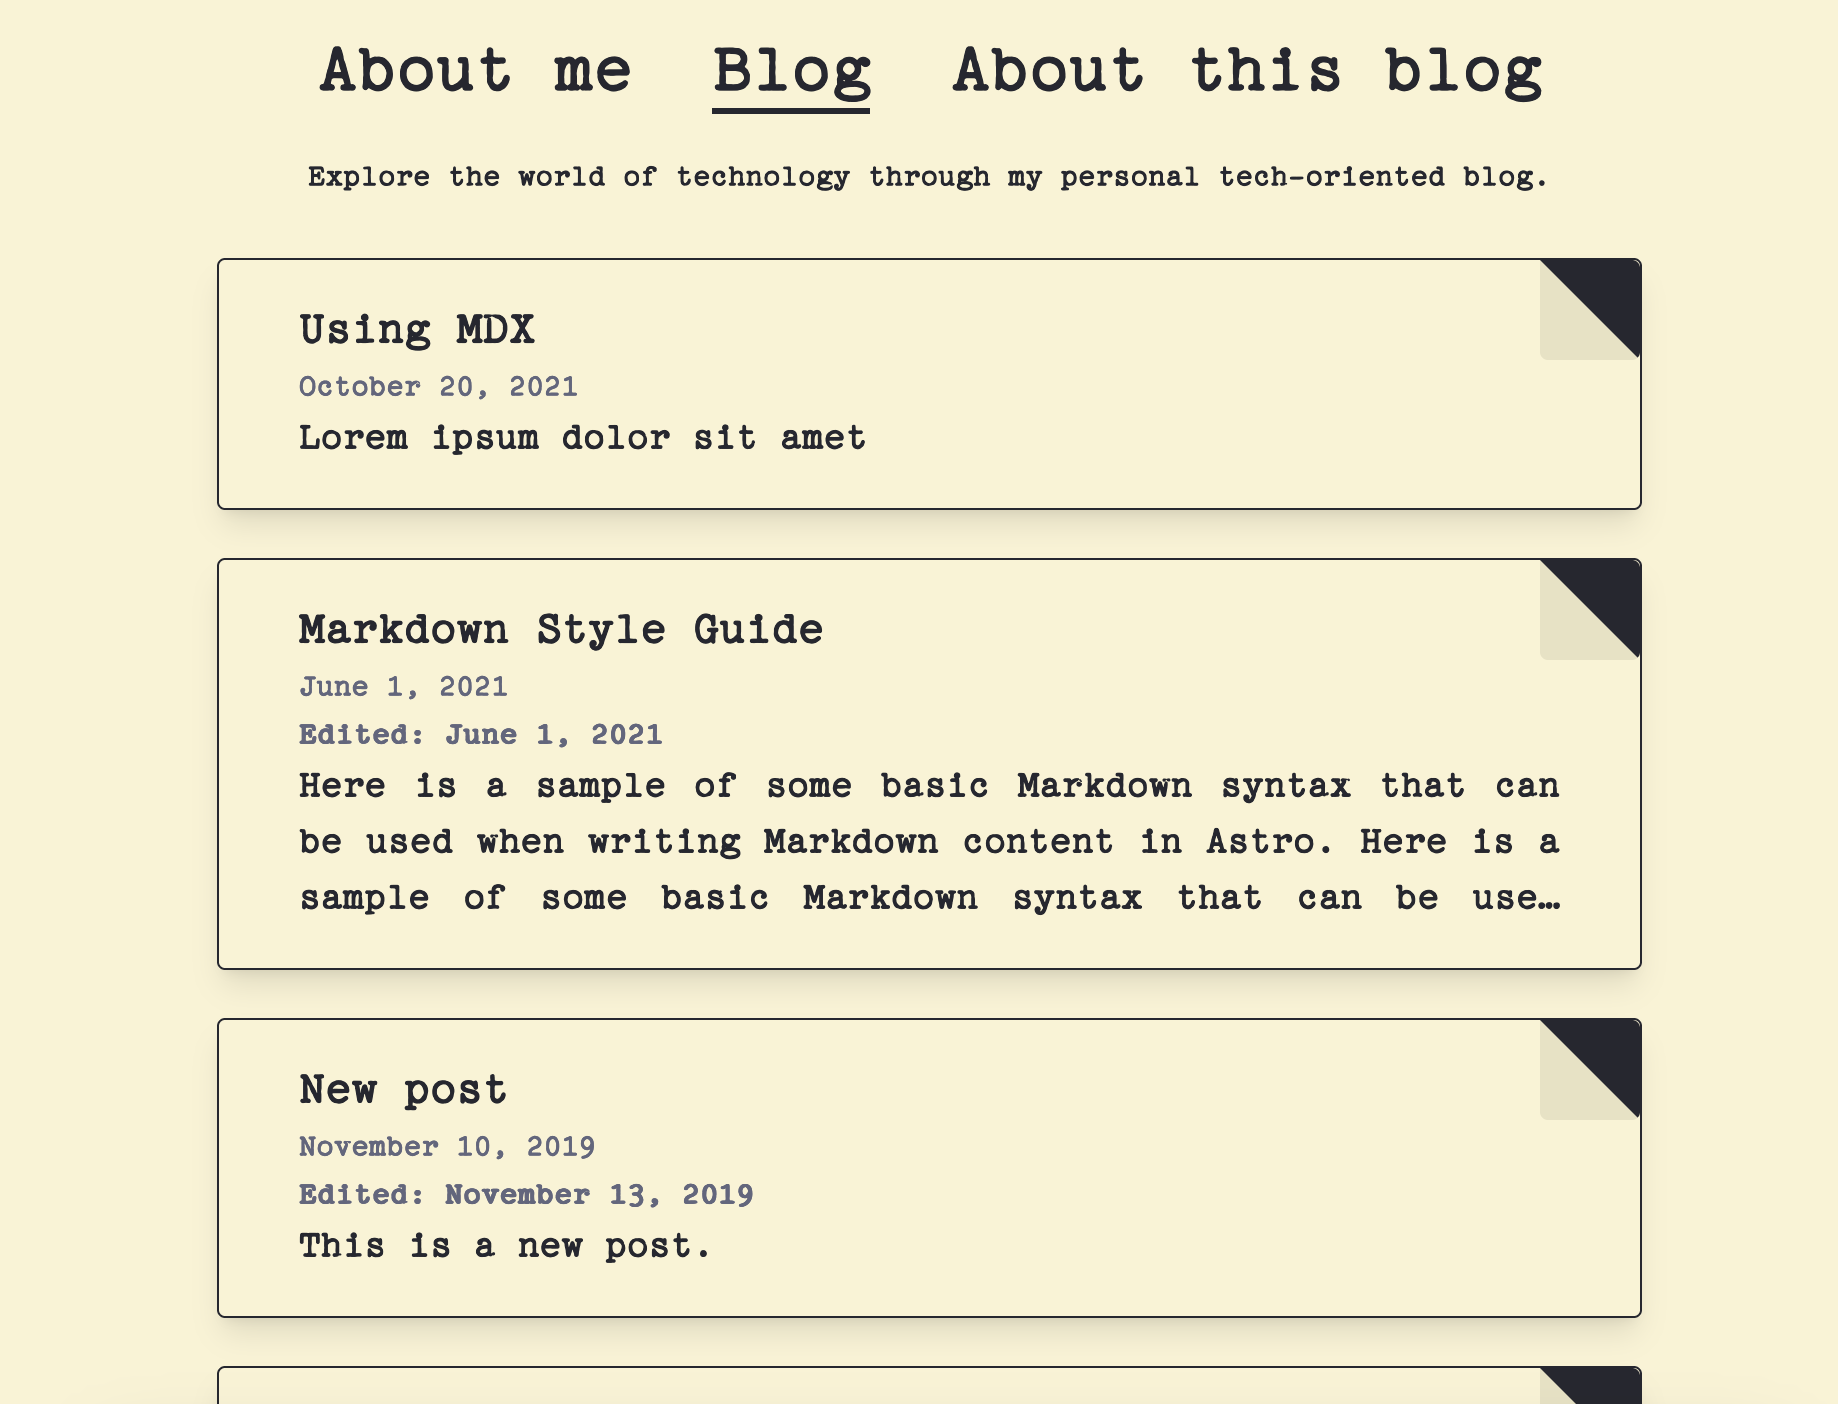 About me Blog About this blog
Explore the world of technology through my personal tech-oriented blog.
Using MDX
October 20, 2021
Lorem ipsum dolor sit amet
Markdown Style Guide
June 1, 2021
Edited: June 1, 2021
Here is a sample of some basic Markdown syntax that can
be used when writing Markdown content in Astro. Here is a
sample of some basic Markdown syntax that can be use…
New post
November 10, 2019
Edited: November 13, 2019
This is a new post.